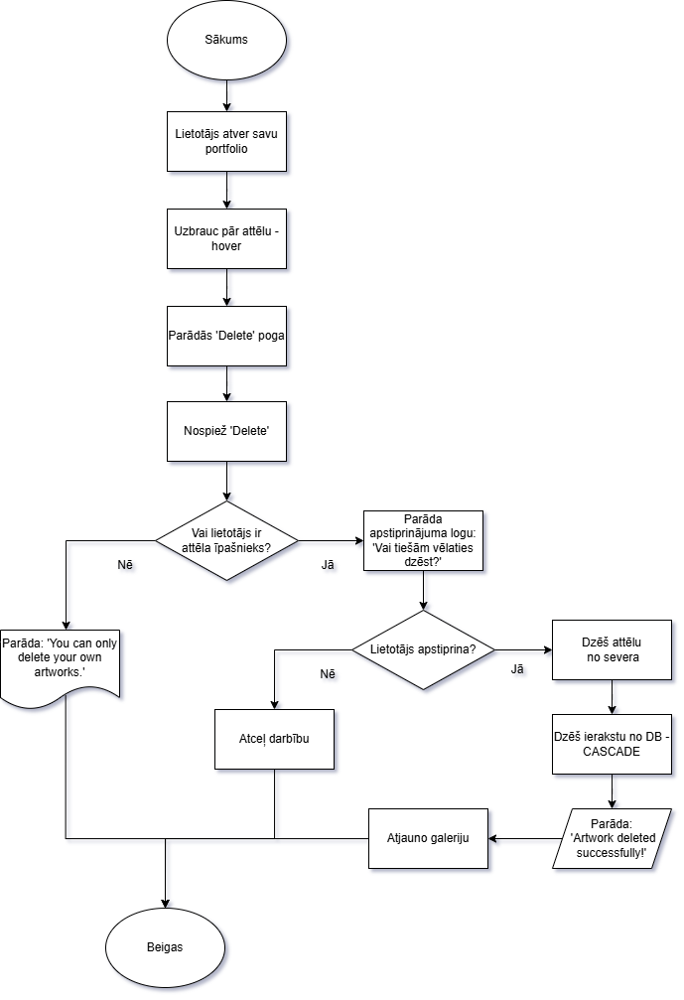 Sākums
Lietotājs atver savu
portfolio
Uzbrauc pār attēlu -
hover
Parādās 'Delete' poga
Nospiež 'Delete'
Vai lietotājs ir
attēla īpašnieks?
Nē
Jā
Parāda
apstiprinājuma logu:
'Vai tiešām vēlaties
dzēst?'
Parāda: 'You can only
delete your own
artworks.'
Lietotājs apstiprina?
Nē
Jā
Dzēš attēlu
no severa
Atceļ darbību
Dzēš ierakstu no DB -
CASCADE
Parāda:
'Artwork deleted
successfully!'
Atjauno galeriju
Beigas